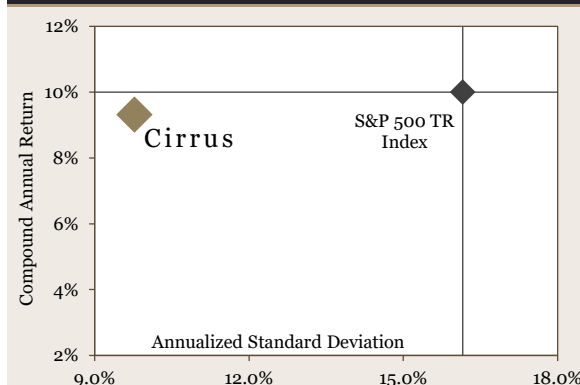 12%
10%
8%
6%
4%
2%
Compound Annual Return
Cirrus
S&P 500 TR
Index
Annualized Standard Deviation
9.0%
12.0%
15.0%
18.0%